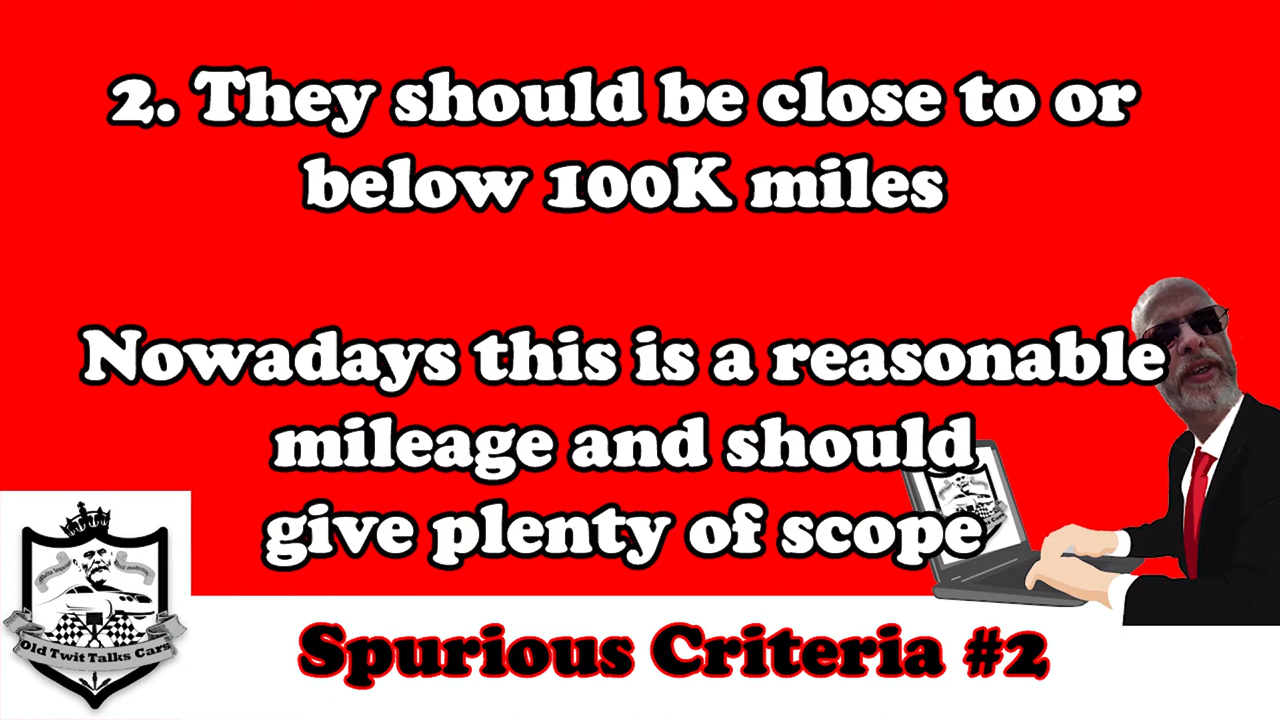 2. They should be close to or
below 100K miles
Nowadays this is a reasonable
mileage and should
give plenty of scope
Old Twit Talks Cars
Spurious Criteria #2